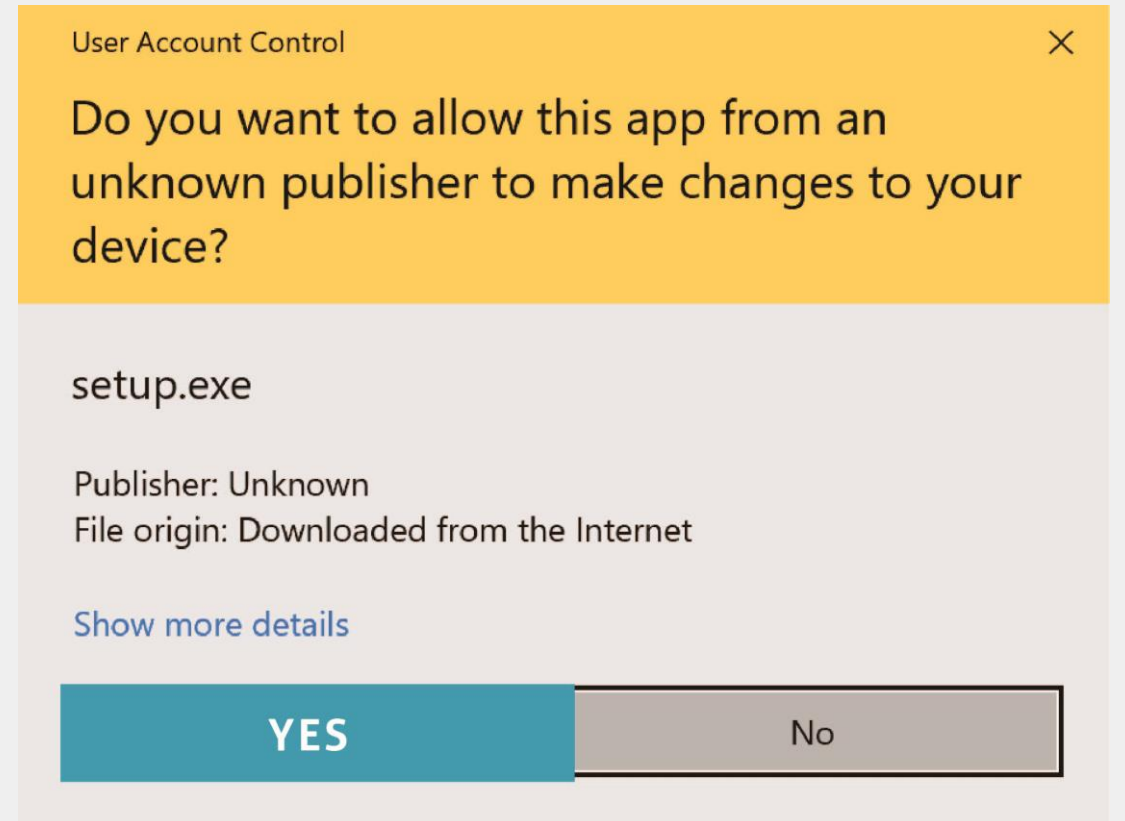 User Account Control
Do you want to allow this app from an
unknown publisher to make changes to your
device?
setup.exe
Publisher: Unknown
File origin: Downloaded from the Internet
Show more details
YES No